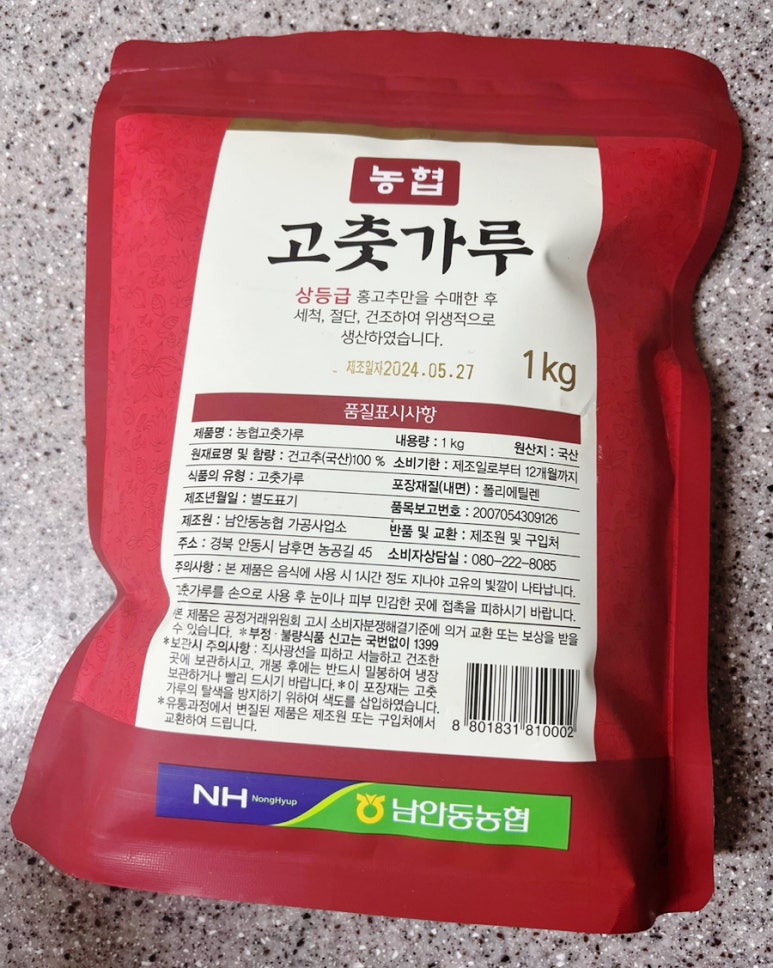 농협
고춧가루
상등급 홍고추만을 수매한 후
세척, 절단, 건조하여 위생적으로
생산하였습니다.
제조일자2024.05.27
1kg
품질표시사항
제품명 : 농협고춧가루 내용량 : 1 kg 원산지 : 국산
원재료명 및 함량 : 건고추(국산)100 % 소비기한 : 제조일로부터 12개월까지
식품의 유형 : 고춧가루 포장재질(내면) : 폴리에틸렌
제조년월일 : 별도표기 품목보고번호 : 2007054309126
제조원 : 남안동농협 가공사업소 반품 및 교환 : 제조원 및 구입처
주소 : 경북 안동시 남후면 농공길 45 소비자상담실 : 080-222-8085
주의사항 : 본 제품은 음식에 사용 시 1시간 정도 지나야 고유의 빛깔이 나타납니다.
고춧가루를 손으로 사용 후 눈이나 피부 민감한 곳에 접촉을 피하시기 바랍니다.
본 제품은 공정거래위원회 고시 소비자분쟁해결기준에 의거 교환 또는 보상을 받을
수 있습니다. *부정·불량식품 신고는 국번없이 1399
*보관시 주의사항 : 직사광선을 피하고 서늘하고 건조한
곳에 보관하시고, 개봉 후에는 반드시 밀봉하여 냉장
보관하거나 빨리 드시기 바랍니다. *이 포장재는 고춧
가루의 탈색을 방지하기 위하여 색도를 삽입하였습니다.
*유통과정에서 변질된 제품은 제조원 또는 구입처에서
교환하여 드립니다.
8 801831 810002
NH NongHyup 남안동농협